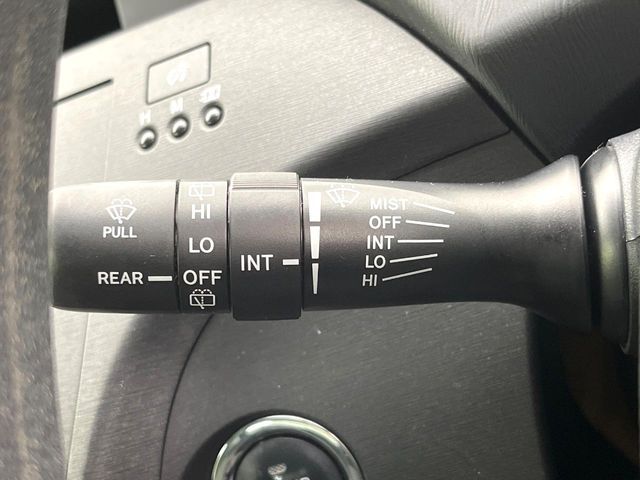 H M
PULL
REAR
HI
LO
OFF
INT
MIST
OFF
INT
LO
HI